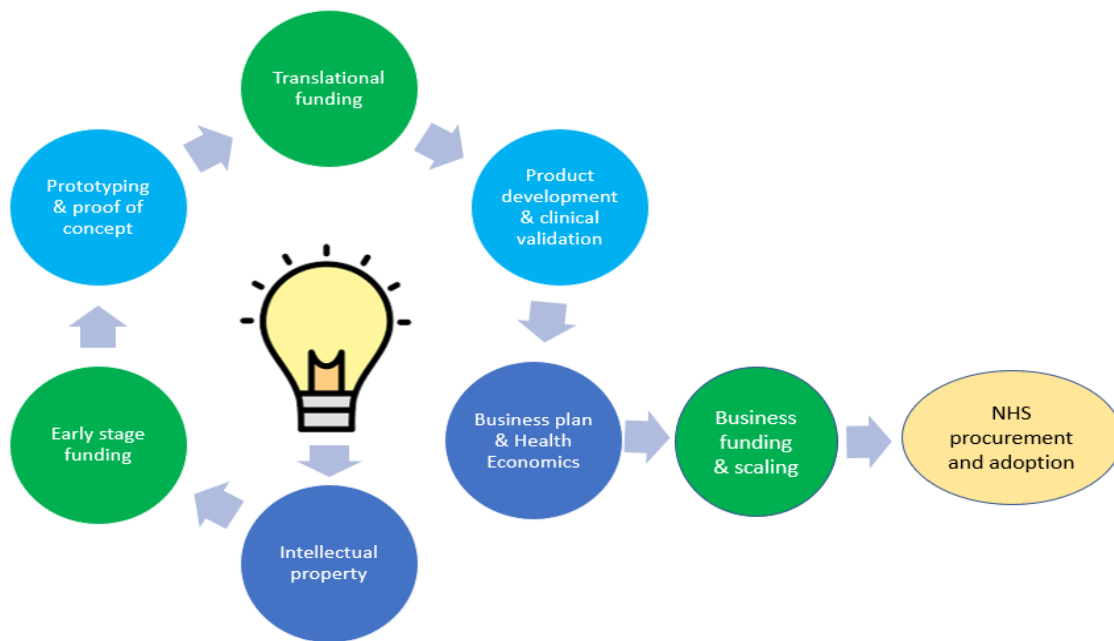 Translational
funding
Prototyping
& proof of
concept
Product
development
& clinical
validation
Early stage
funding
Business plan
& Health
Economics
Business
funding
& scaling
NHS
procurement
and adoption
Intellectual
property